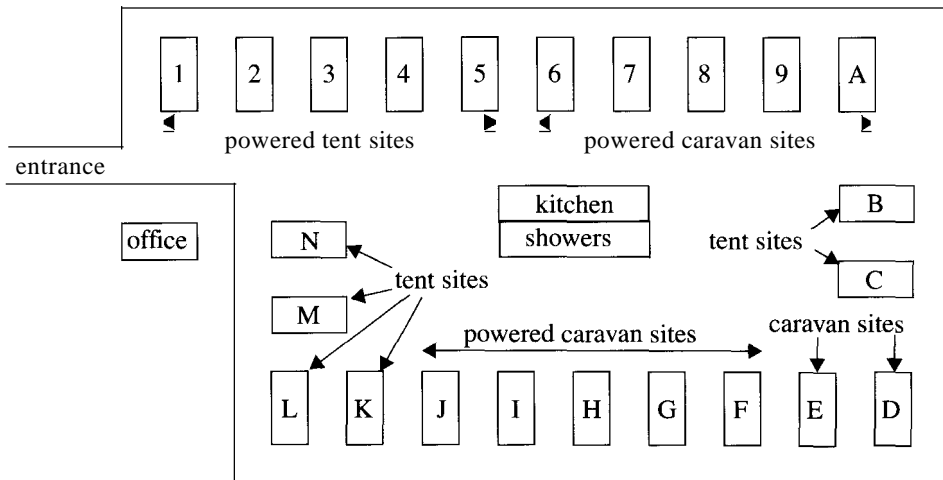 1 2 3 4 5 6 7 8 9 A
powered tent sites powered caravan sites
entrance
kitchen B
office N showers tent sites
tent sites C
M
powered caravan sites caravan sites
L K J I H G F E D